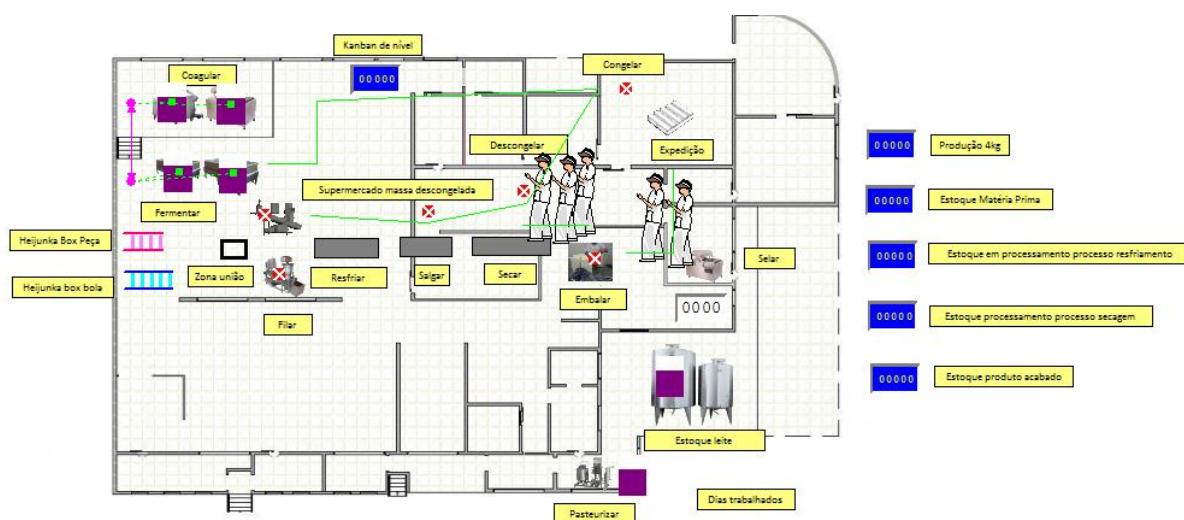 Kanban de nível
00000
Congelar
Coagular
Descongelar
Expedição
00000
Produção 4kg
Supermercado massa descongelada
00000
Estoque Matéria Prima
Fermentar
Heijunka Box Peça
Zona união
Resfriar
Salgar
Secar
Selar
00000
Estoque em processamento processo resfriamento
Heijunka box bola
Embalar
0000
00000
Estoque processamento processo secagem
Filar
00000
Estoque produto acabado
Estoque leite
Dias trabalhados
Pasteurizar